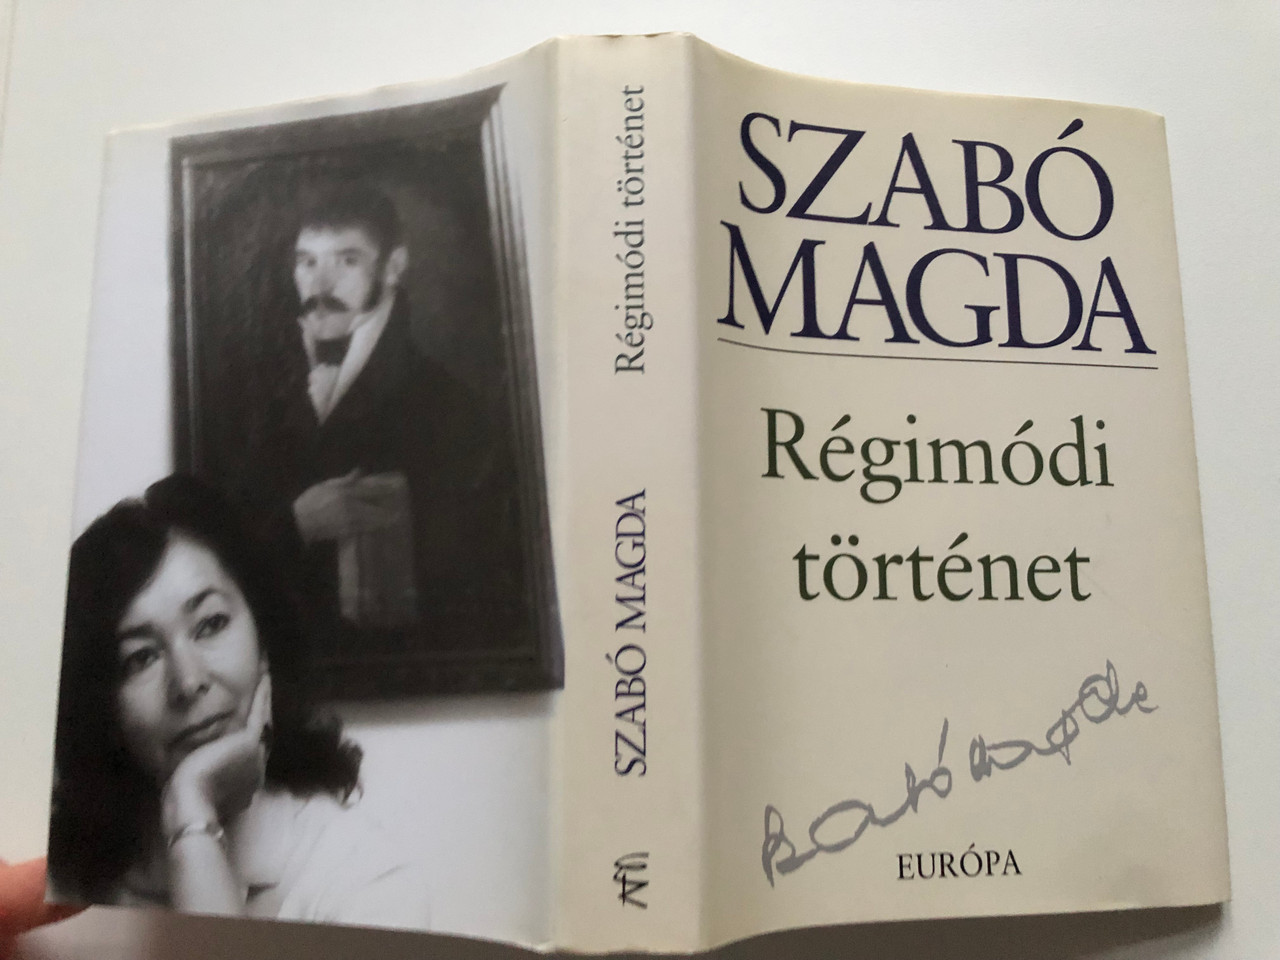 SZABÓ
MAGDA
Régimódi
történet
EURÓPA
SZABÓ MAGDA Régimódi történet